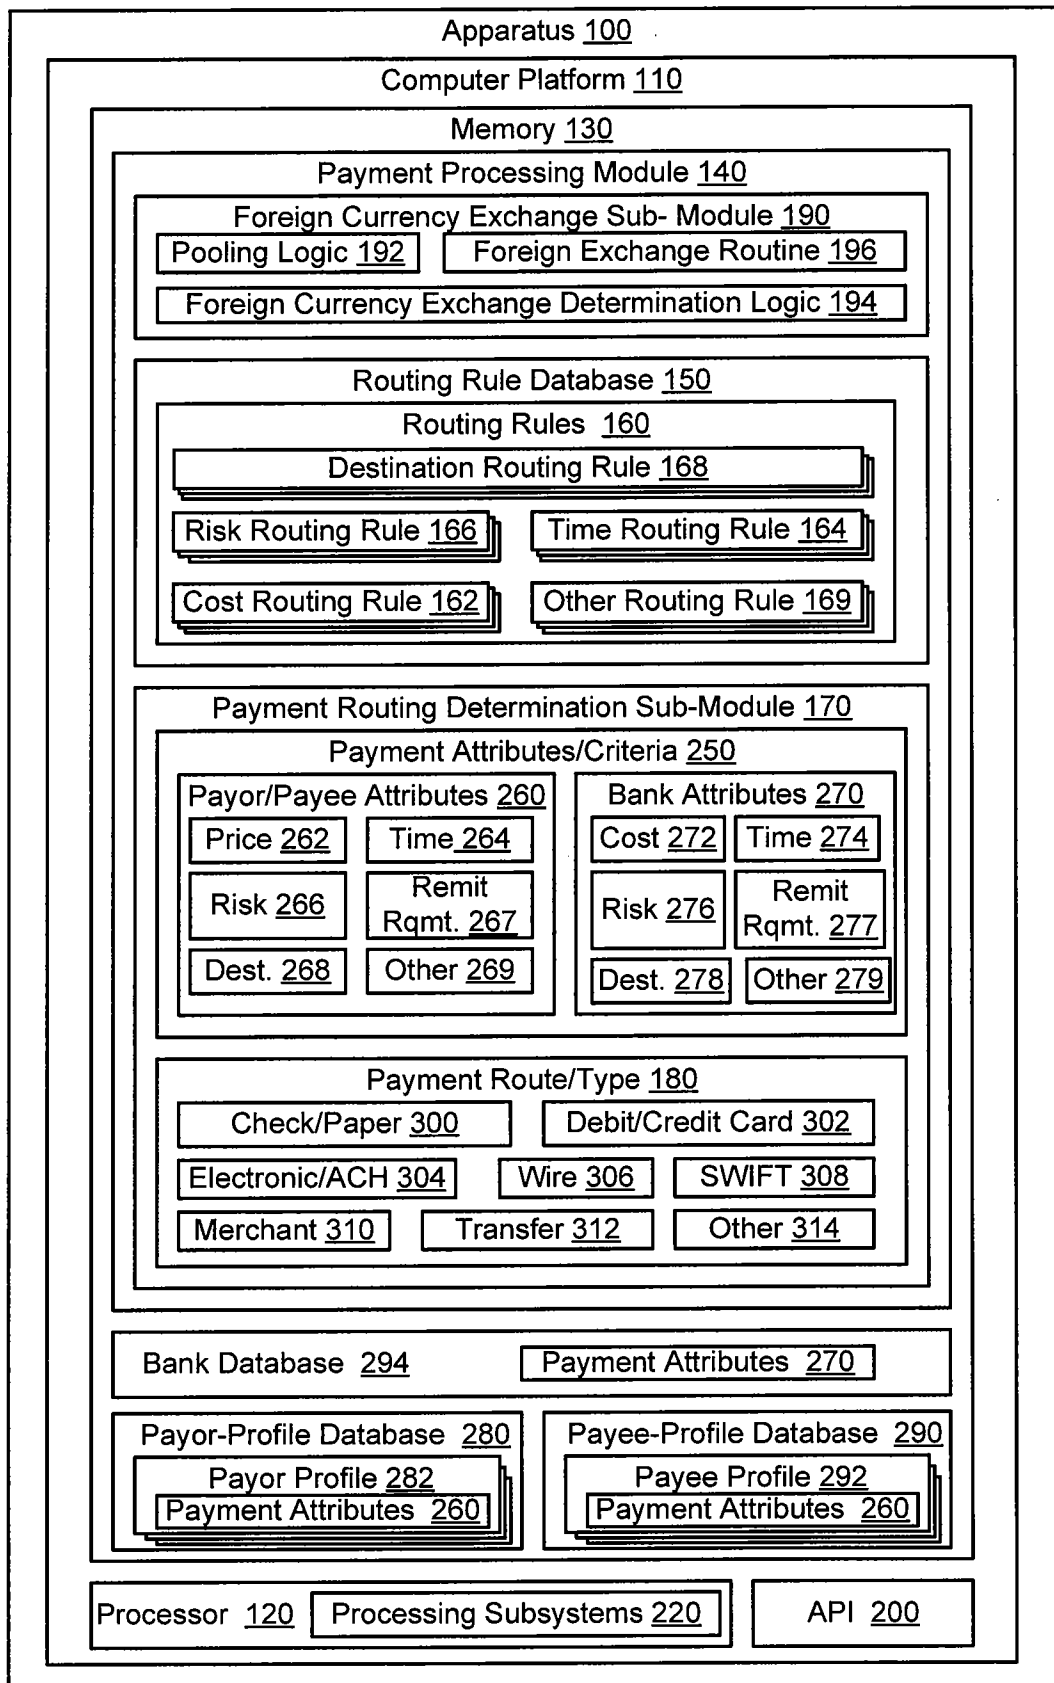 Apparatus 100
Computer Platform 110
Memory 130
Payment Processing Module 140
Foreign Currency Exchange Sub- Module 190
Pooling Logic 192
Foreign Exchange Routine 196
Foreign Currency Exchange Determination Logic 194
Routing Rule Database 150
Routing Rules 160
Destination Routing Rule 168
Risk Routing Rule 166
Time Routing Rule 164
Cost Routing Rule 162
Other Routing Rule 169
Payment Routing Determination Sub-Module 170
Payment Attributes/Criteria 250
Payor/Payee Attributes 260
Price 262
Time 264
Risk 266
Remit
Rqmt. 267
Dest. 268
Other 269
Bank Attributes 270
Cost 272
Time 274
Risk 276
Remit
Rqmt. 277
Dest. 278
Other 279
Payment Route/Type 180
Check/Paper 300
Debit/Credit Card 302
Electronic/ACH 304
Wire 306
SWIFT 308
Merchant 310
Transfer 312
Other 314
Bank Database 294
Payment Attributes 270
Payor-Profile Database 280
Payor Profile 282
Payment Attributes 260
Payee-Profile Database 290
Payee Profile 292
Payment Attributes 260
Processor 120
Processing Subsystems 220
API 200